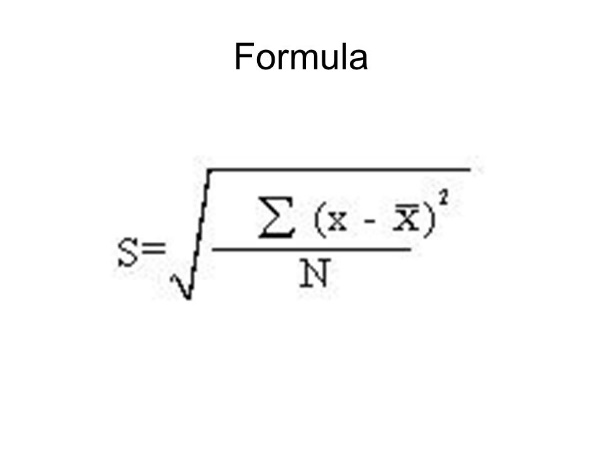 Formula
S=√(∑ (x - x̄)² / N)